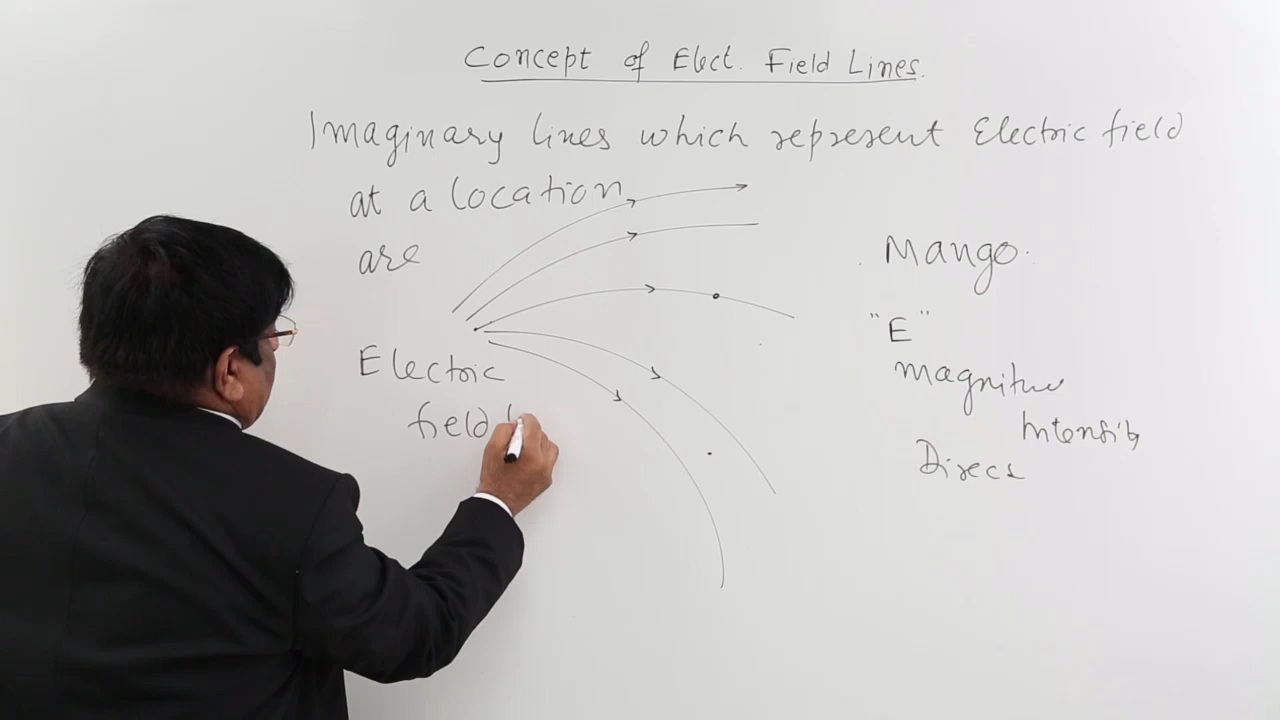 Concept of Elect. Field Lines.
Imaginary lines which represent Electric field
at a location
are
Electric
field
Mango.
"E"
Magnitu
Intensity
Direc